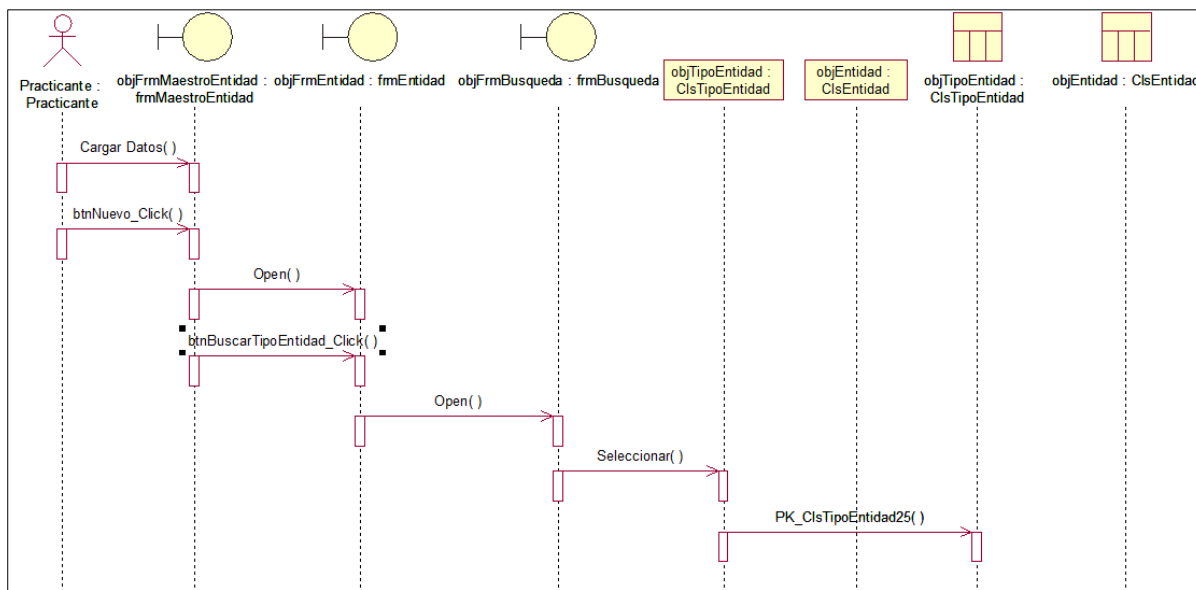 Practicante :
Practicante
objFrmMaestroEntidad :
frmMaestroEntidad
objFrmEntidad : frmEntidad
objFrmBusqueda : frmBusqueda
objTipoEntidad :
ClsTipoEntidad
objEntidad :
ClsEntidad
objTipoEntidad :
ClsTipoEntidad
objEntidad : ClsEntidad
Cargar Datos( )
btnNuevo_Click( )
Open( )
btnBuscarTipoEntidad_Click( )
Open( )
Seleccionar( )
PK_ClsTipoEntidad25( )